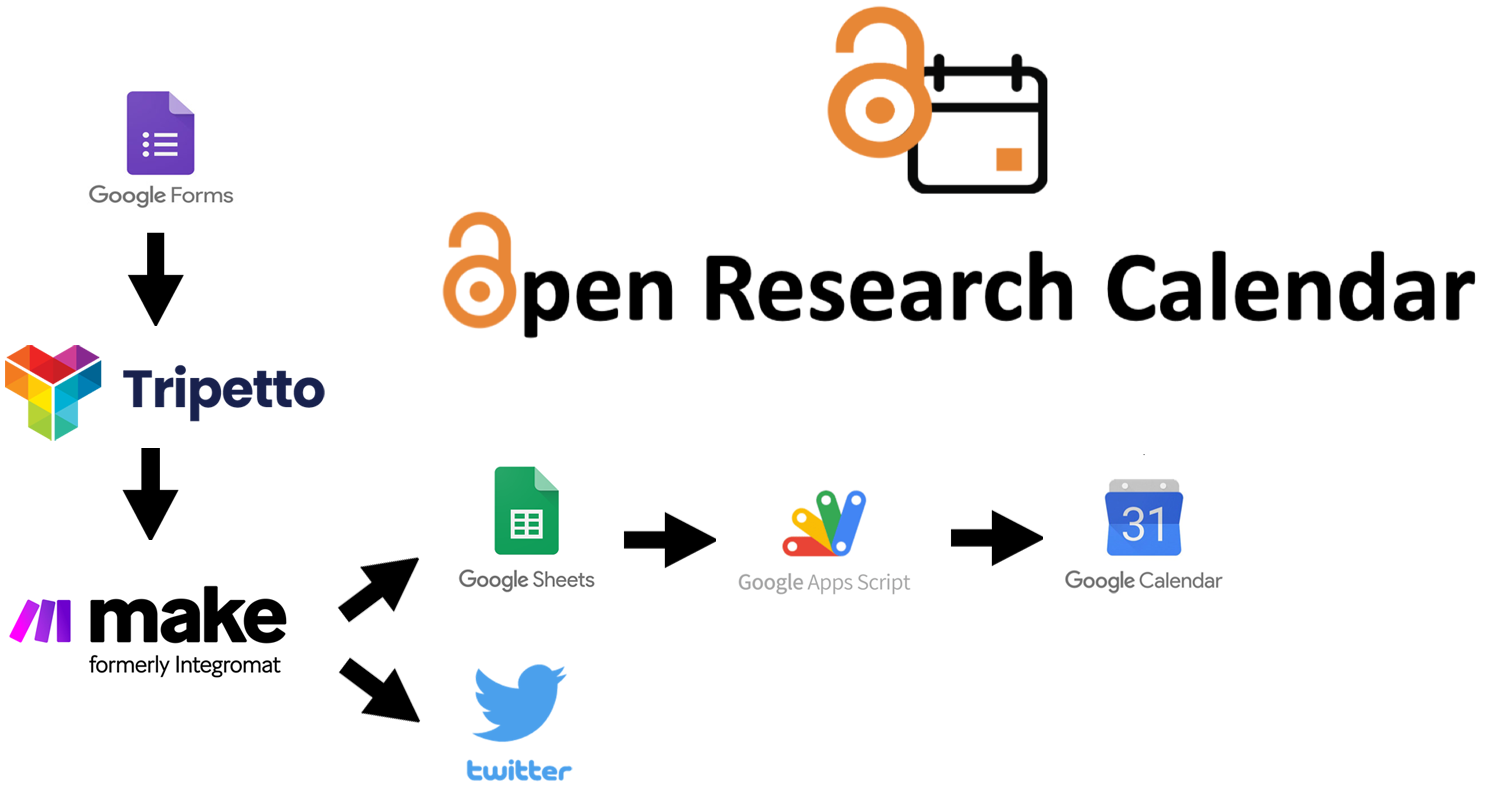 Google Forms
Open Research Calendar
Tripetto
make
formerly Integromat
Google Sheets
Google Apps Script
31
Google Calendar
twitter